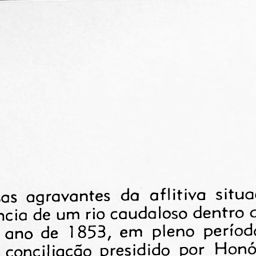 as agravantes da aflitiva situa
ncia de um rio caudaloso dentro
ano de 1853, em pleno períod
conciliação presidido por Honó